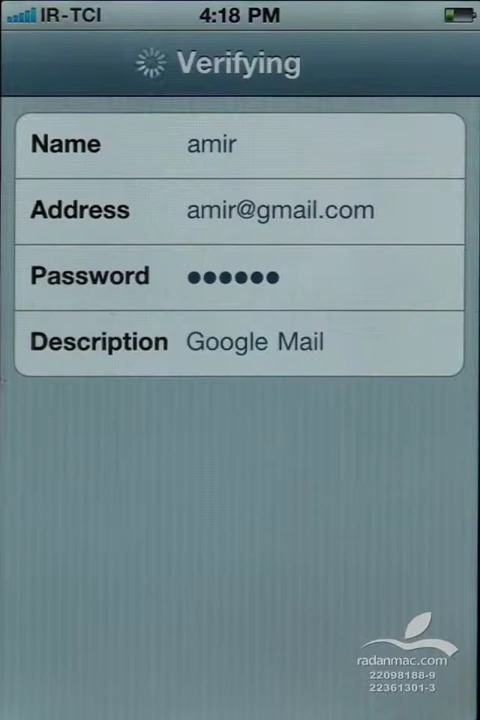 IR-TCI 4:18 PM
Verifying
Name amir
Address amir@gmail.com
Password ●●●●●●
Description Google Mail
radanmac.com
22098188-9
22361301-3